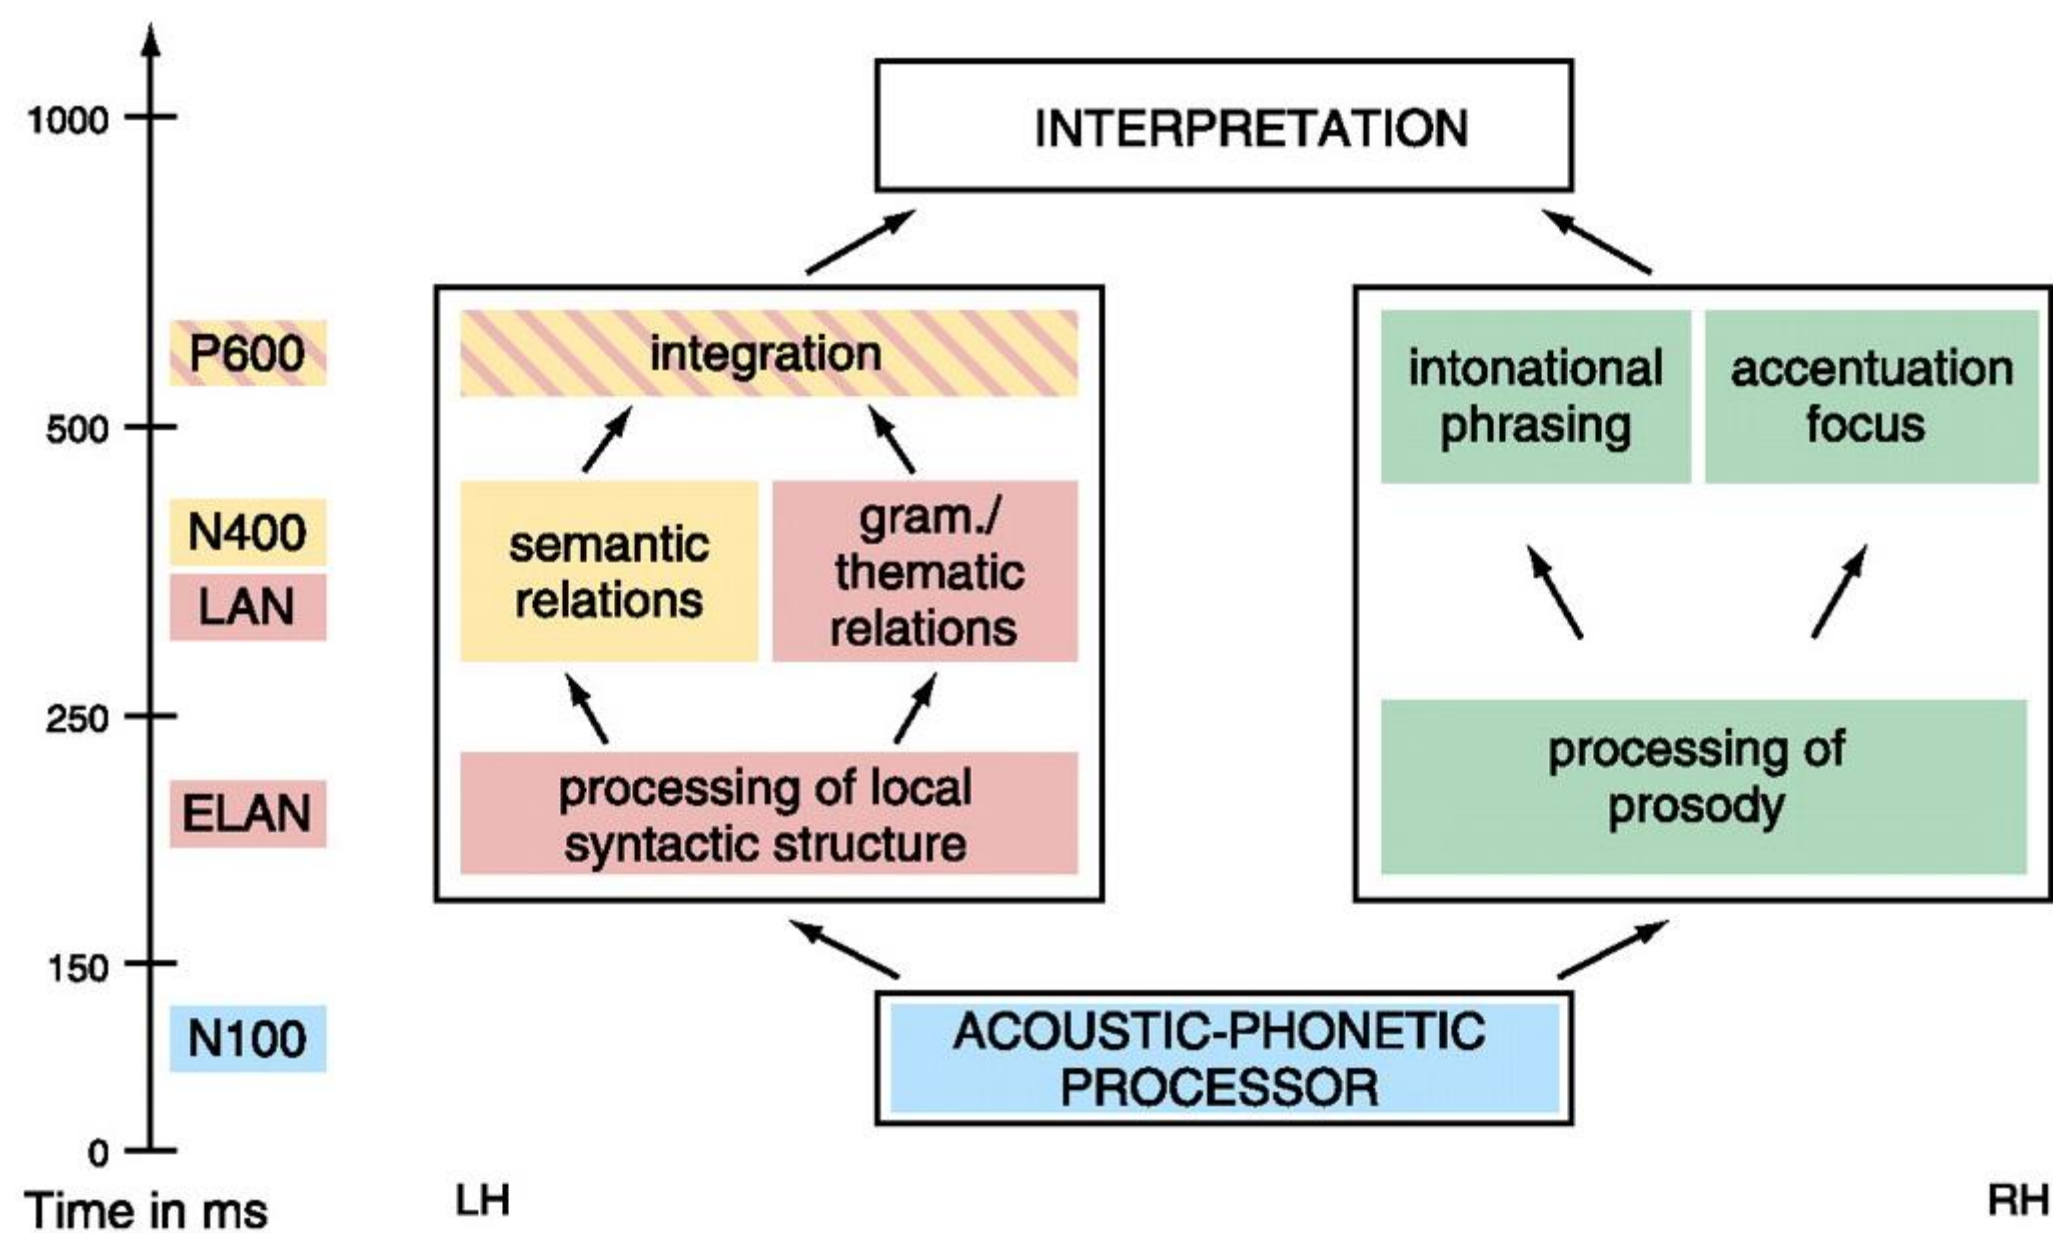 1000
500
250
150
0
Time in ms
P600
N400
LAN
ELAN
N100
INTERPRETATION
integration
semantic
relations
gram./
thematic
relations
processing of local
syntactic structure
intonational
phrasing
accentuation
focus
processing of
prosody
ACOUSTIC-PHONETIC
PROCESSOR
LH
RH